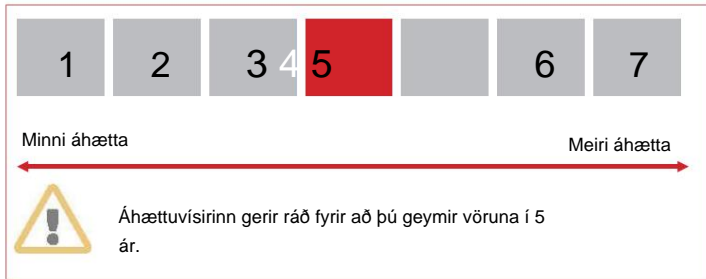 1 2 3 4 5 6 7
Minni áhætta
Meiri áhætta
Áhættuvísirinn gerir ráð fyrir að þú geymir vöruna í 5
ár.